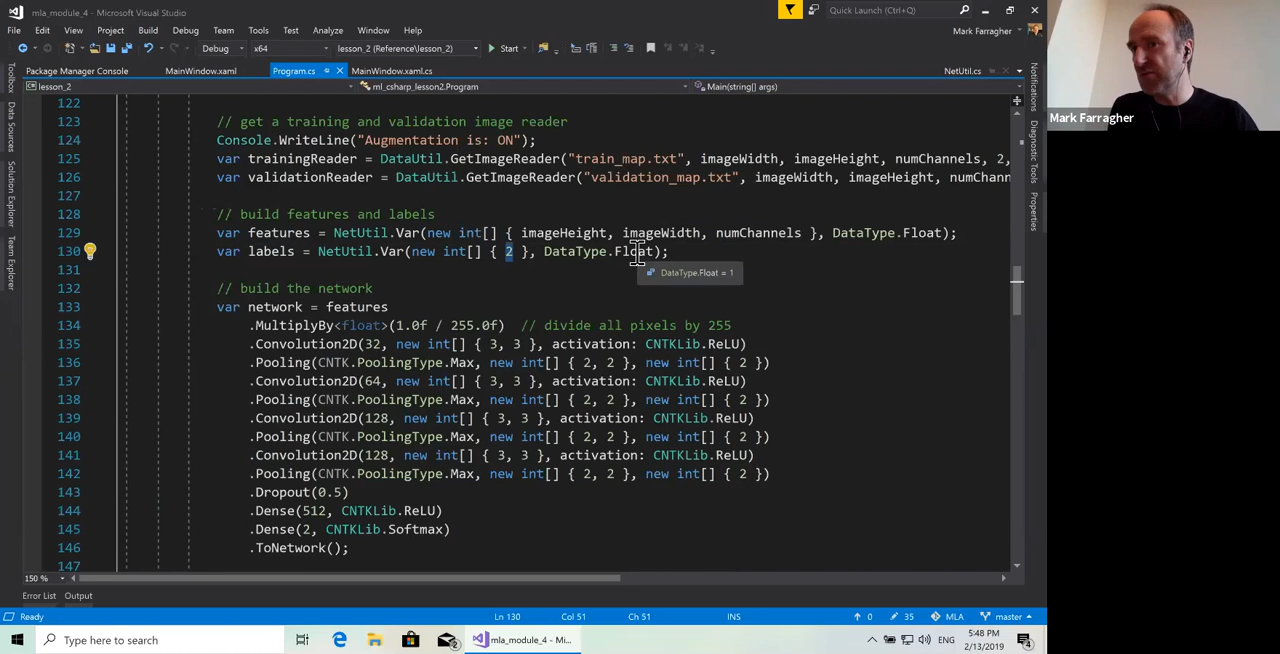 mla_module_4 - Microsoft Visual Studio
Quick Launch (Ctrl+Q)
File Edit View Project Build Debug Team Tools Test Analyze Window Help
Mark Farragher
Debug x64 lesson_2 (Reference\lesson_2) Start
Package Manager Console MainWindow.xaml Program.cs MainWindow.xaml.cs NetUtil.cs
lesson_2 ml_csharp_lesson2.Program Main(string[] args)
Toolbox
Data Sources
Solution Explorer
Team Explorer
122
123 // get a training and validation image reader
124 Console.WriteLine("Augmentation is: ON");
125 var trainingReader = DataUtil.GetImageReader("train_map.txt", imageWidth, imageHeight, numChannels, 2,
126 var validationReader = DataUtil.GetImageReader("validation_map.txt", imageWidth, imageHeight, numChann
127
128 // build features and labels
129 var features = NetUtil.Var(new int[] { imageHeight, imageWidth, numChannels }, DataType.Float);
130 var labels = NetUtil.Var(new int[] { 2 }, DataType.Float);
131
DataType.Float = 1
132 // build the network
133 var network = features
134 .MultiplyBy<float>(1.0f / 255.0f) // divide all pixels by 255
135 .Convolution2D(32, new int[] { 3, 3 }, activation: CNTKLib.ReLU)
136 .Pooling(CNTK.PoolingType.Max, new int[] { 2, 2 }, new int[] { 2 })
137 .Convolution2D(64, new int[] { 3, 3 }, activation: CNTKLib.ReLU)
138 .Pooling(CNTK.PoolingType.Max, new int[] { 2, 2 }, new int[] { 2 })
139 .Convolution2D(128, new int[] { 3, 3 }, activation: CNTKLib.ReLU)
140 .Pooling(CNTK.PoolingType.Max, new int[] { 2, 2 }, new int[] { 2 })
141 .Convolution2D(128, new int[] { 3, 3 }, activation: CNTKLib.ReLU)
142 .Pooling(CNTK.PoolingType.Max, new int[] { 2, 2 }, new int[] { 2 })
143 .Dropout(0.5)
144 .Dense(512, CNTKLib.ReLU)
145 .Dense(2, CNTKLib.Softmax)
146 .ToNetwork();
147
Notifications
Diagnostic Tools
Properties
Mark Farragher
150 %
Error List Output
Ready Ln 130 Col 51 Ch 51 INS 0 35 MLA master
Type here to search
2
mla_module_4 - Mi...
ENG
5:48 PM
2/13/2019
4